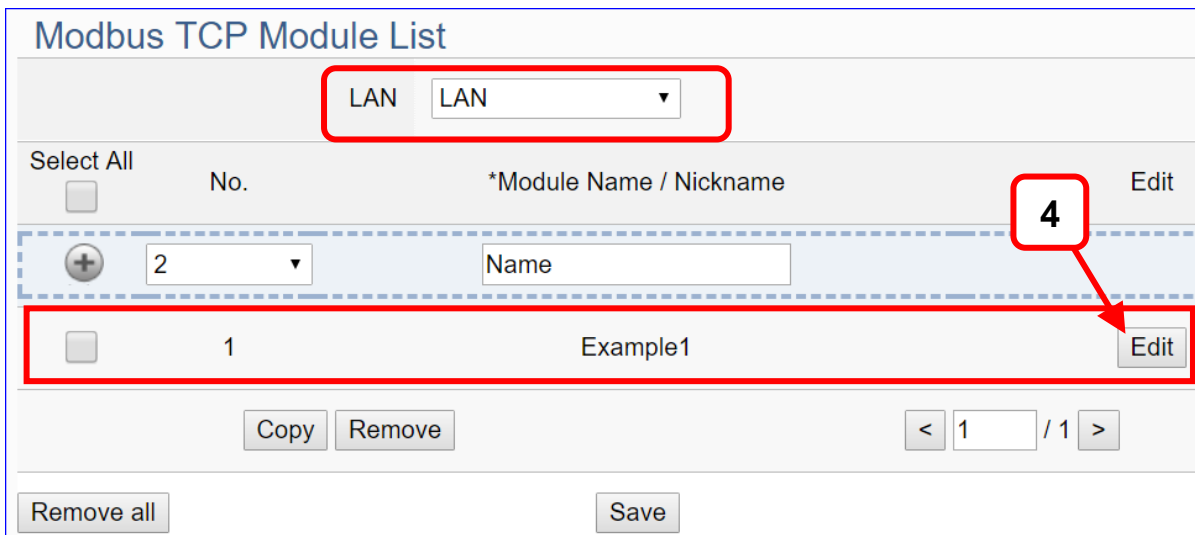 Modbus TCP Module List
LAN LAN
Select All
No. *Module Name / Nickname Edit
4
2 Name
1 Example1 Edit
Copy Remove < 1 / 1 >
Remove all Save